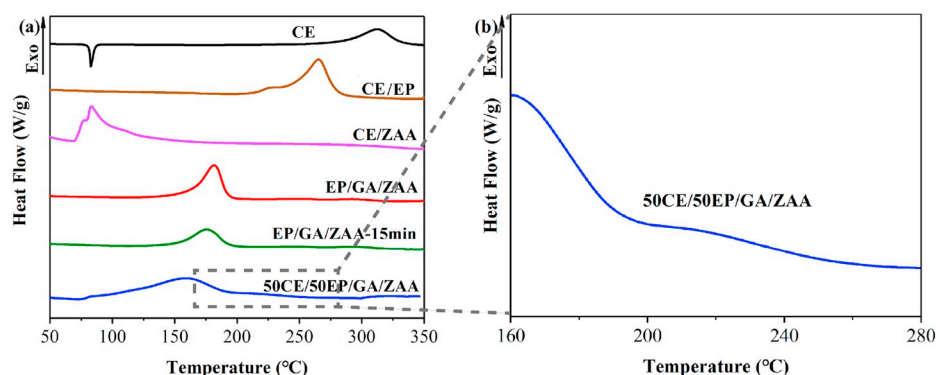 (a)
Exo
Heat Flow (W/g)
CE
CE/EP
CE/ZAA
EP/GA/ZAA
EP/GA/ZAA-15min
50CE/50EP/GA/ZAA
50 100 150 200 250 300 350
Temperature (℃)
(b)
Exo
Heat Flow (W/g)
50CE/50EP/GA/ZAA
160 200 240 280
Temperature (℃)